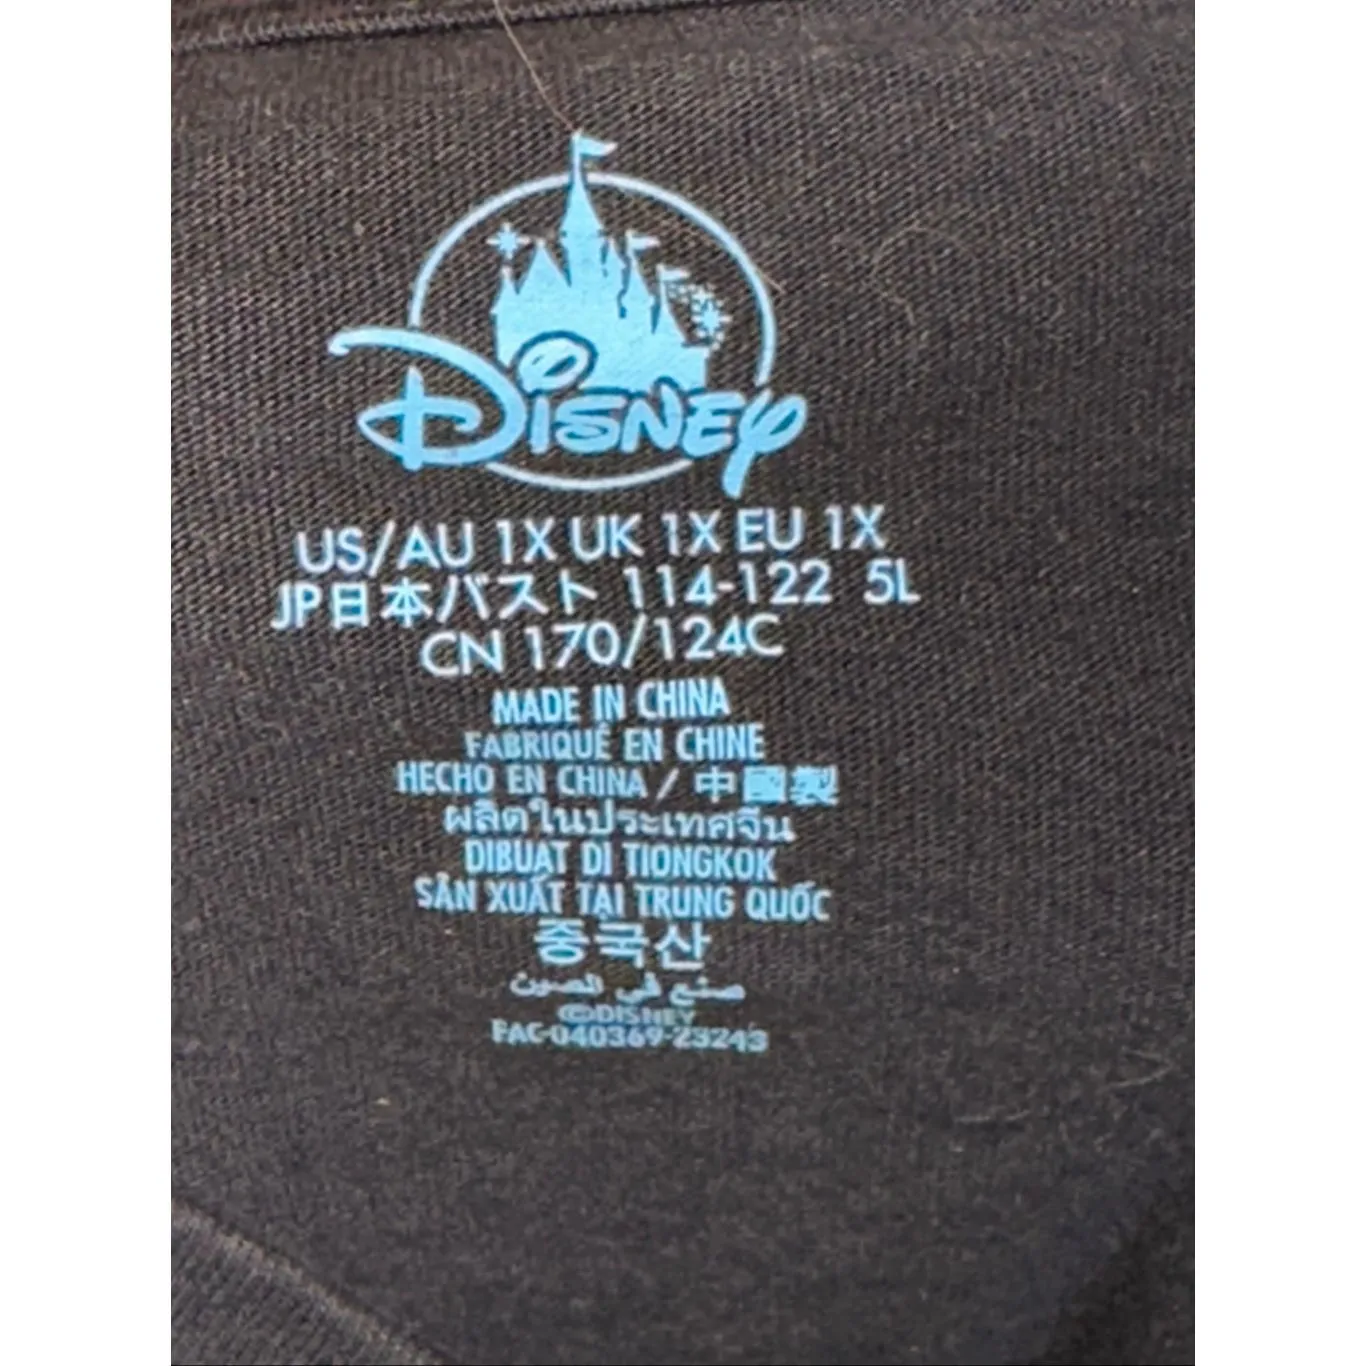 Disney
US/AU 1X UK 1X EU 1X
JP日本バスト 114-122 5L
CN 170/124C
MADE IN CHINA
FABRIQUÉ EN CHINE
HECHO EN CHINA / 中國製
ผลิตในประเทศจีน
DIBUAT DI TIONGKOK
SẢN XUẤT TẠI TRUNG QUỐC
중국산
صنع في الصين
©DISNEY
FAC-040369-23243